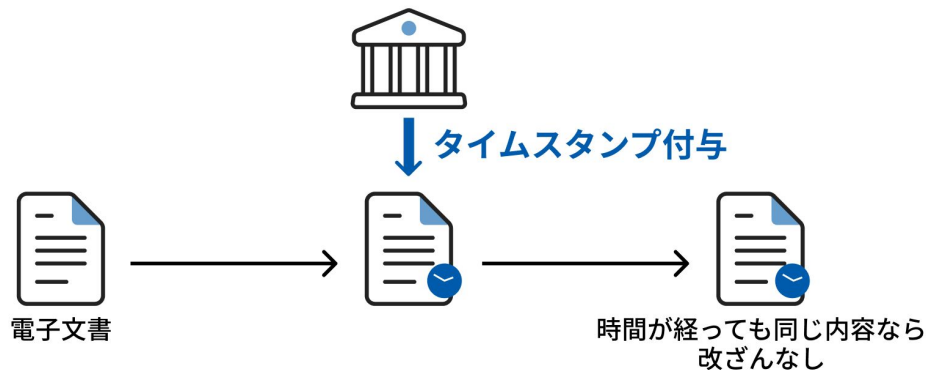 タイムスタンプ付与
電子文書
時間が経っても同じ内容なら
改ざんなし